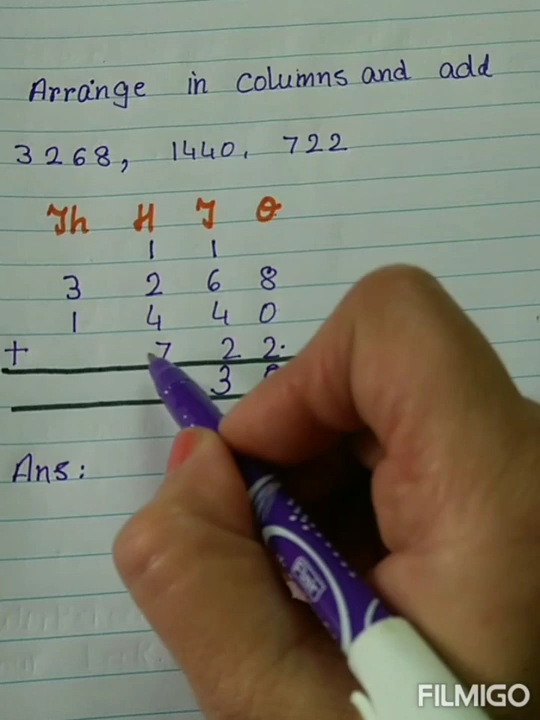 Arrange in columns and add
3268, 1440, 722
Th H T O
1 1
3 2 6 8
1 4 4 0
+ 7 2 2
3
Ans:
FILMIGO